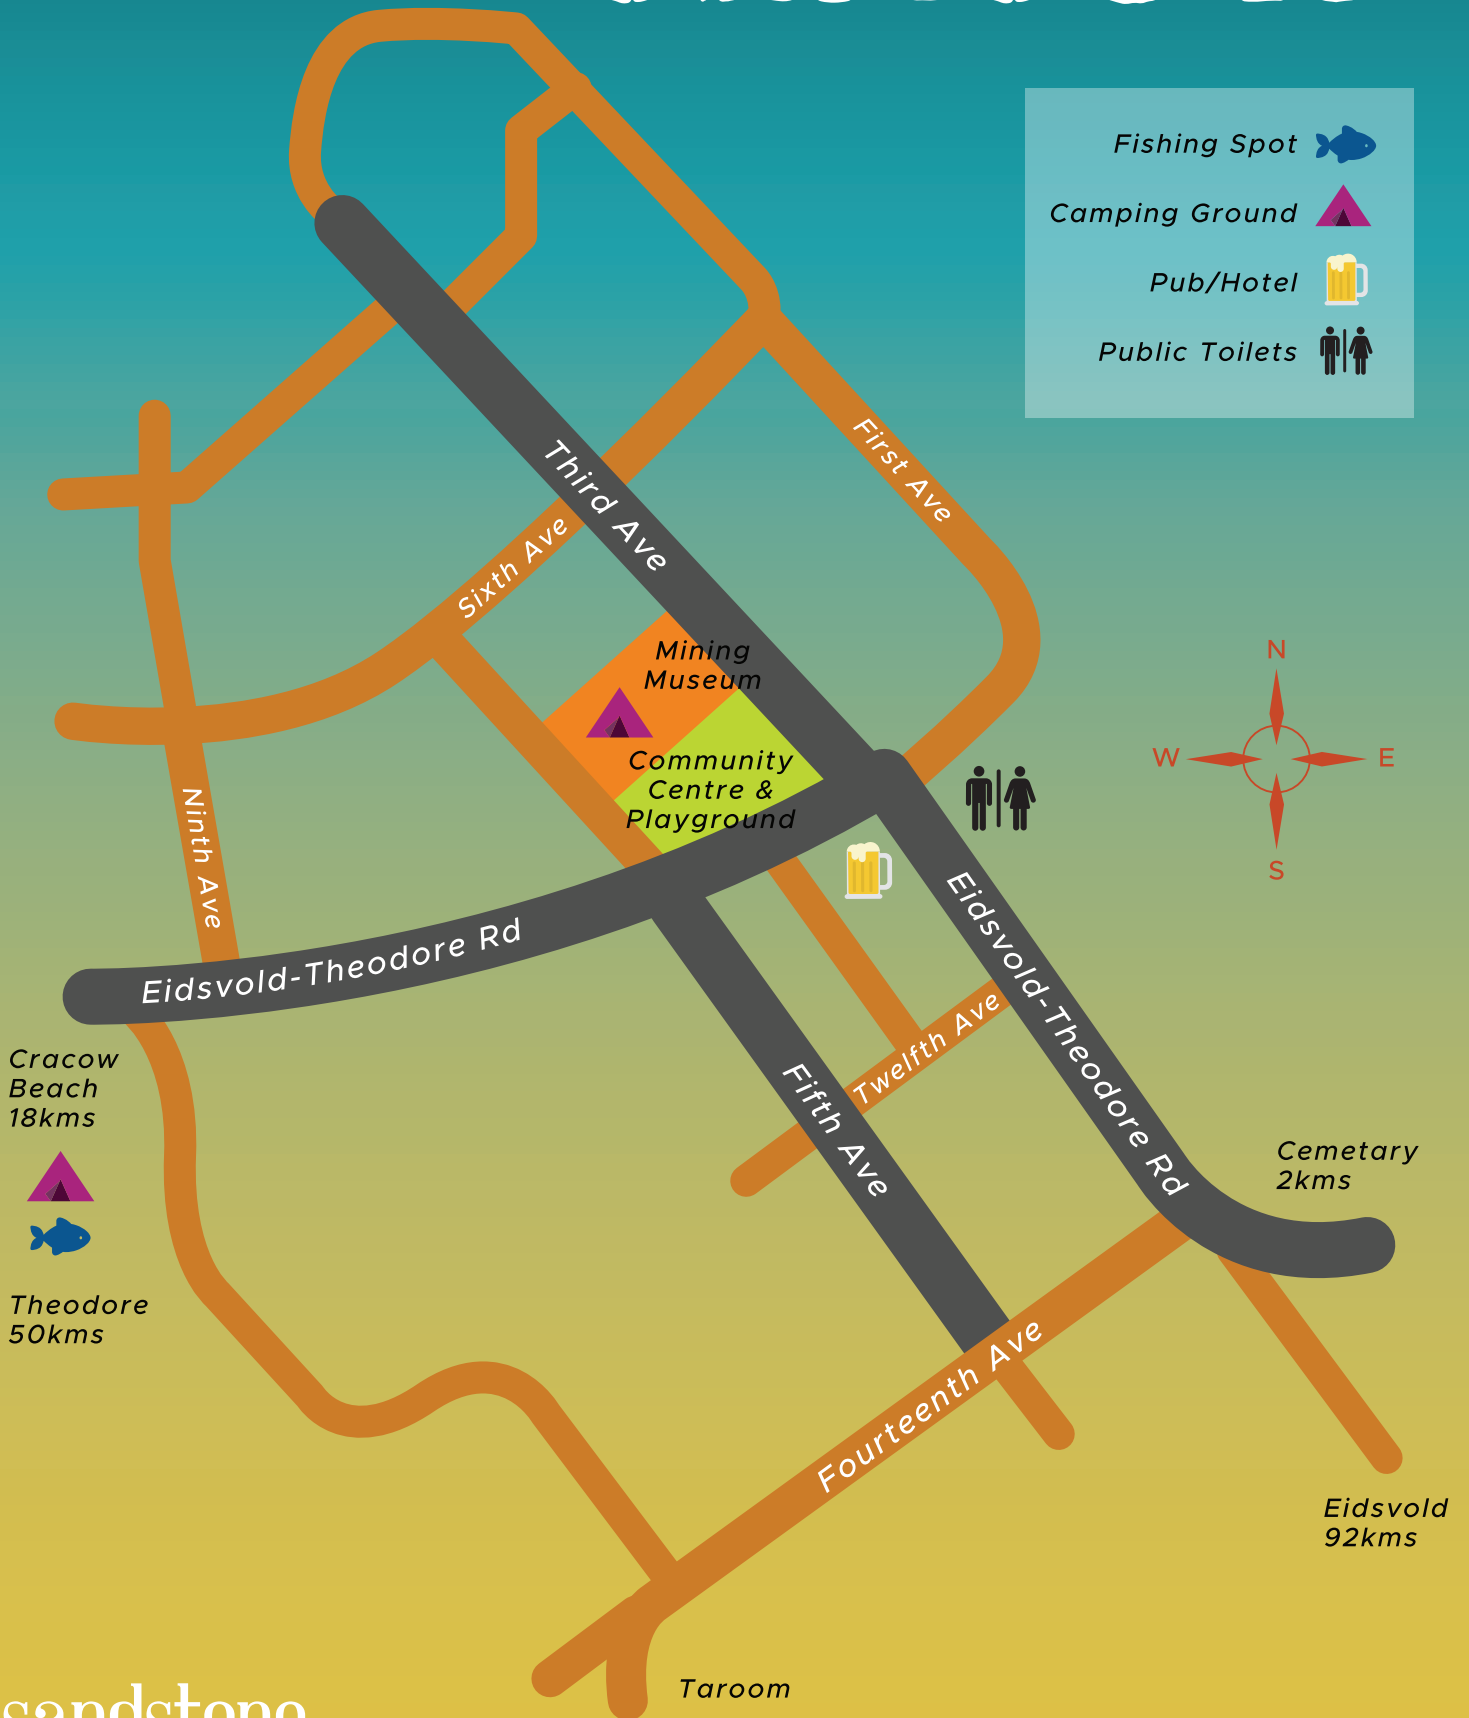 Fishing Spot
Camping Ground
Pub/Hotel
Public Toilets
First Ave
Third Ave
Sixth Ave
Mining
Museum
Community
Centre &
Playground
N
W
E
S
Ninth Ave
Eidsvold-Theodore Rd
Eidsvold-Theodore Rd
Twelfth Ave
Fifth Ave
Cracow
Beach
18kms
Cemetary
2kms
Theodore
50kms
Fourteenth Ave
Eidsvold
92kms
Taroom
sandstone